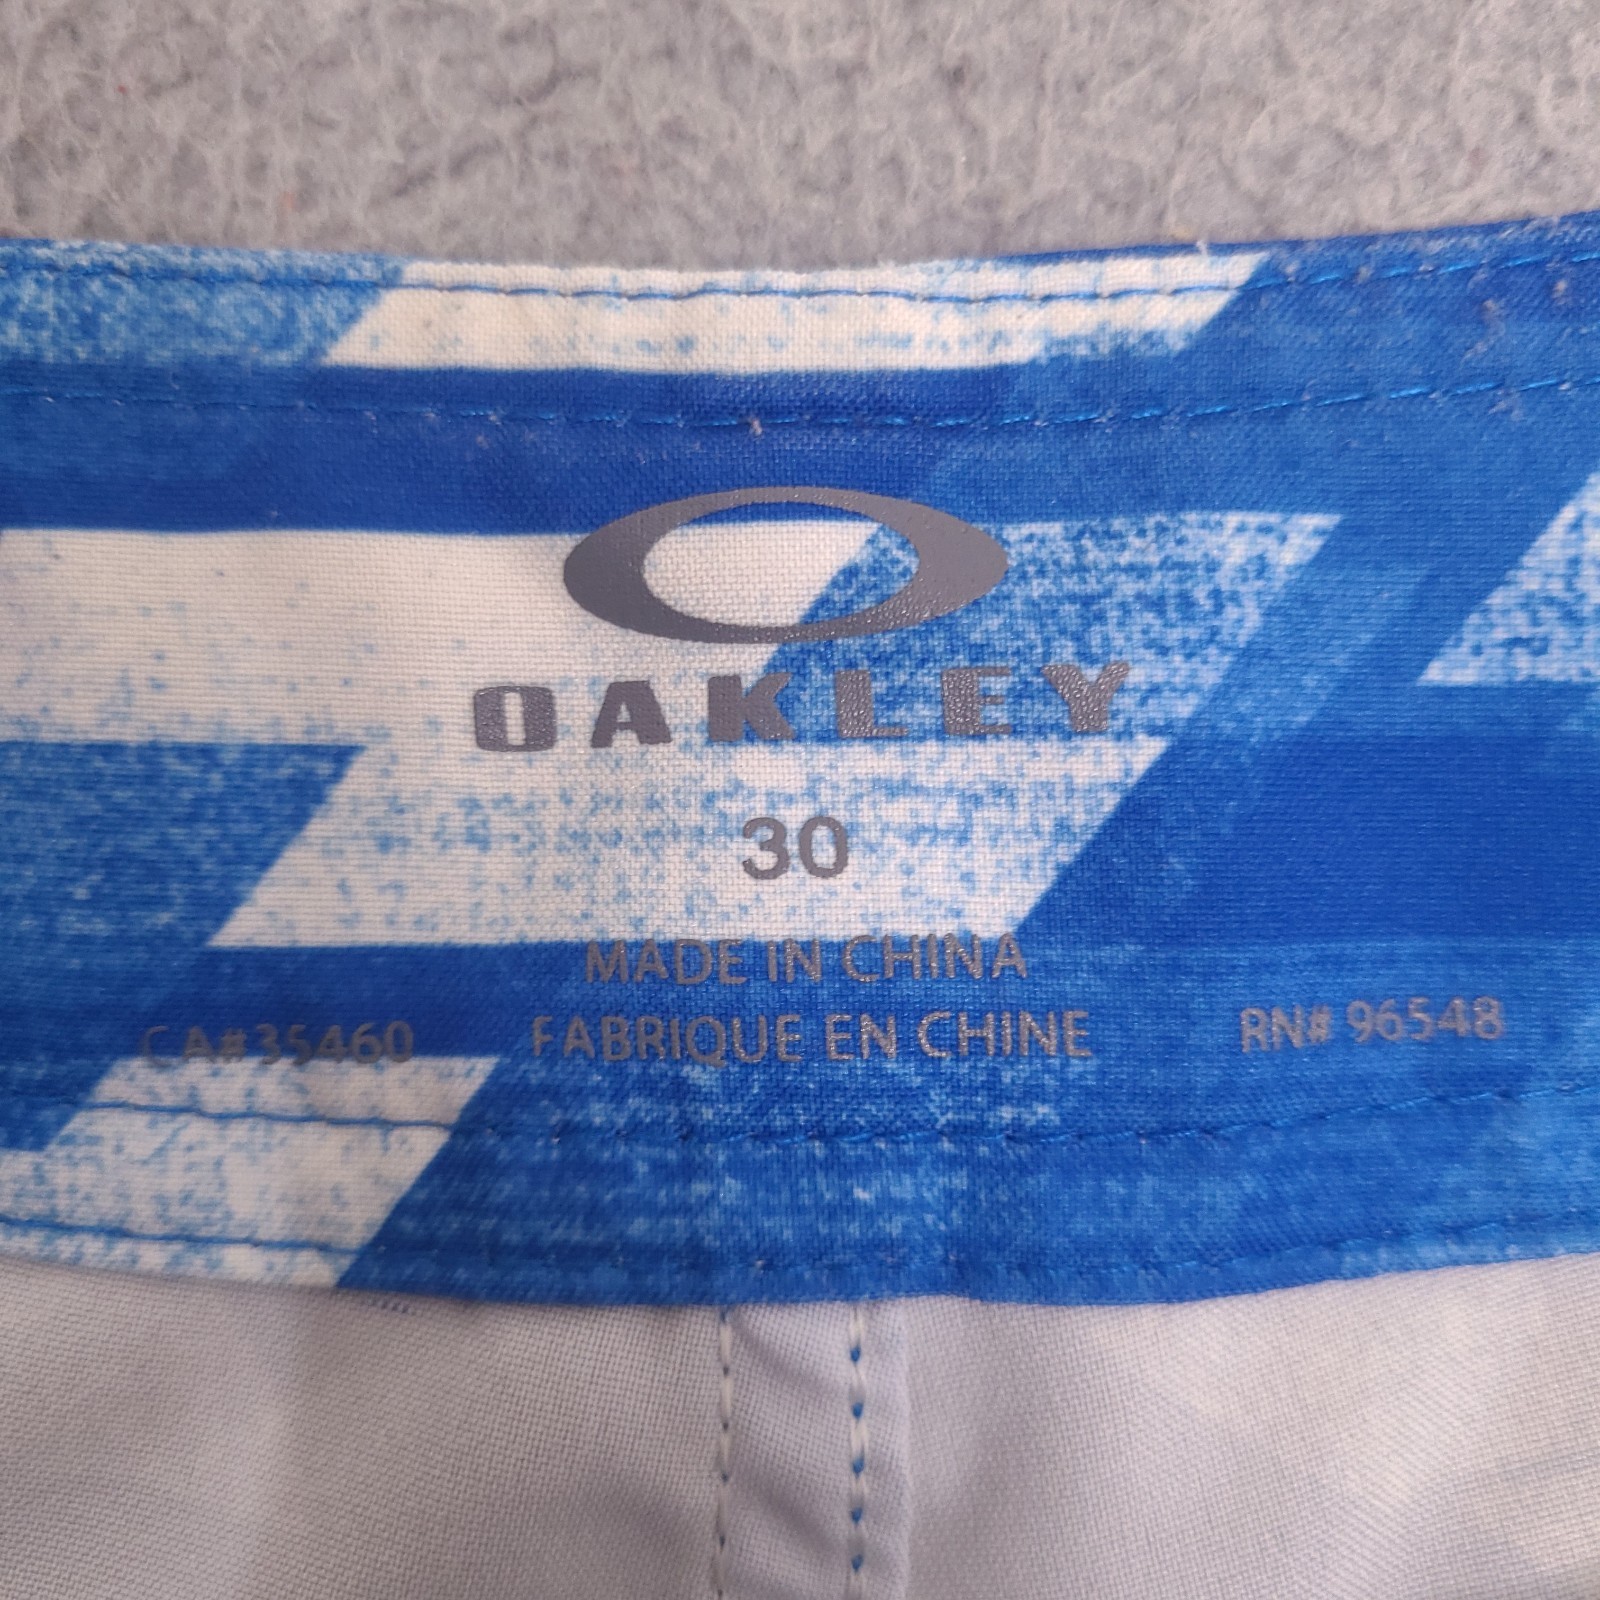 OAKLEY
30
MADE IN CHINA
CA#35460 FABRIQUE EN CHINE RN# 96548